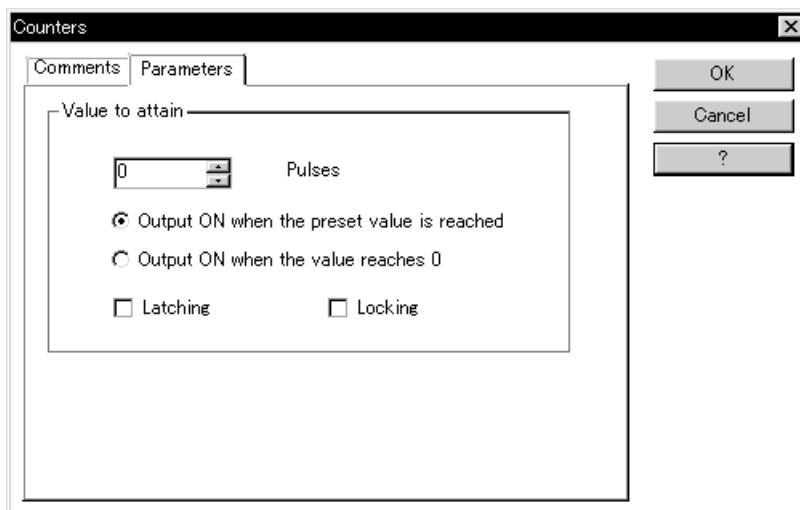 Counters
Comments Parameters
OK
Cancel
?
Value to attain
0 Pulses
Output ON when the preset value is reached
Output ON when the value reaches 0
Latching Locking